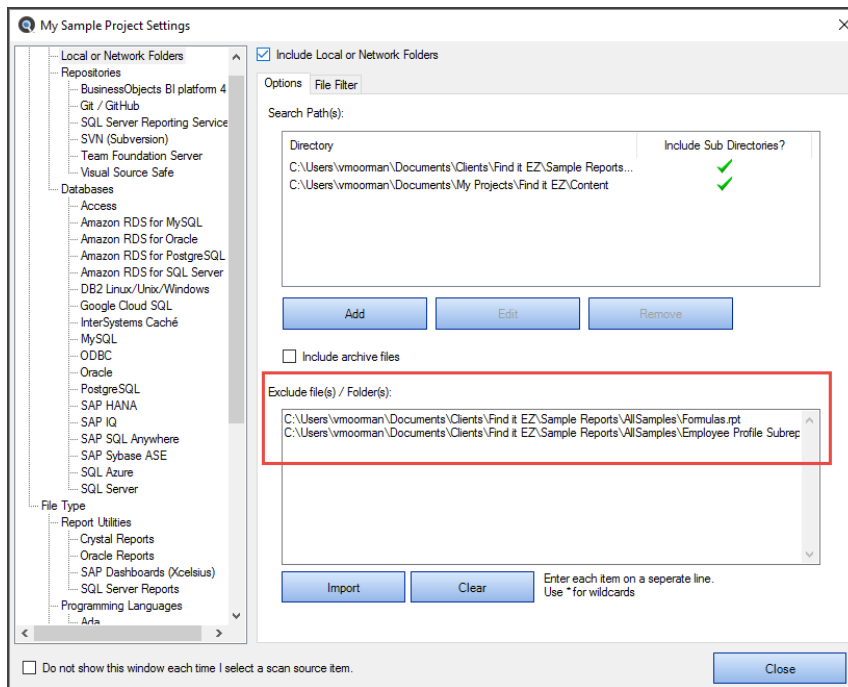 My Sample Project Settings
Local or Network Folders
Repositories
BusinessObjects BI platform 4
Git / GitHub
SQL Server Reporting Service
SVN (Subversion)
Team Foundation Server
Visual Source Safe
Databases
Access
Amazon RDS for MySQL
Amazon RDS for Oracle
Amazon RDS for PostgreSQL
Amazon RDS for SQL Server
DB2 Linux/Unix/Windows
Google Cloud SQL
InterSystems Caché
MySQL
ODBC
Oracle
PostgreSQL
SAP HANA
SAP IQ
SAP SQL Anywhere
SAP Sybase ASE
SQL Azure
SQL Server
File Type
Report Utilities
Crystal Reports
Oracle Reports
SAP Dashboards (Xcelsius)
SQL Server Reports
Programming Languages
Ada
Include Local or Network Folders
Options File Filter
Search Path(s):
Directory Include Sub Directories?
C:\Users\vmoorman\Documents\Clients\Find it EZ\Sample Reports...
C:\Users\vmoorman\Documents\My Projects\Find it EZ\Content
Add Edit Remove
Include archive files
Exclude file(s) / Folder(s):
C:\Users\vmoorman\Documents\Clients\Find it EZ\Sample Reports\AllSamples\Formulas.rpt
C:\Users\vmoorman\Documents\Clients\Find it EZ\Sample Reports\AllSamples\Employee Profile Subrep
Import Clear
Enter each item on a seperate line.
Use * for wildcards
Do not show this window each time I select a scan source item.
Close